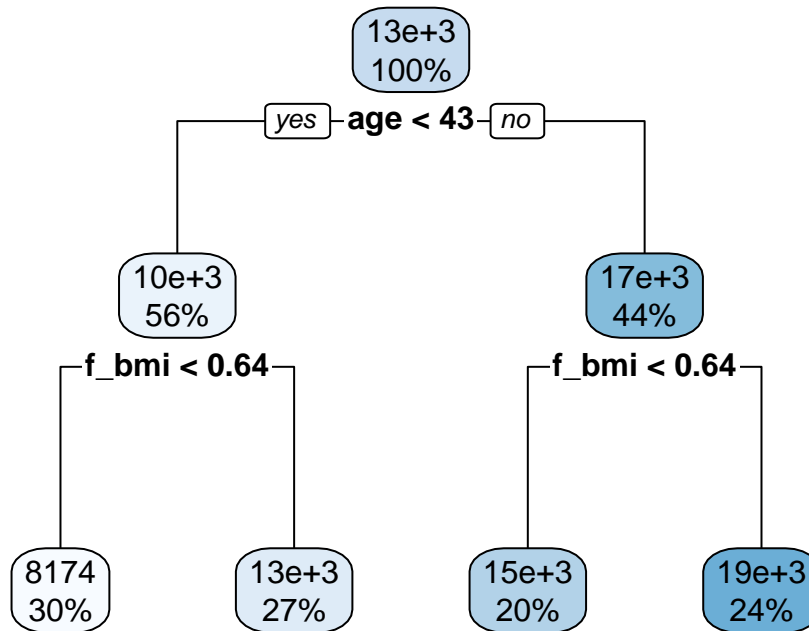 13e+3
100%
yes age < 43 no
10e+3
56%
17e+3
44%
f_bmi < 0.64
f_bmi < 0.64
8174
30%
13e+3
27%
15e+3
20%
19e+3
24%